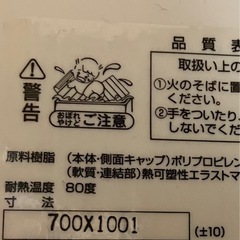 品質表
取扱い上の
①火のそばに置
ください。
②手をついたり、
しないでくださ
警告
おぼれ
やけど
ご注意
原料樹脂 (本体・側面キャップ)ポリプロピレン
(軟質・連結部)熱可塑性エラストマ
耐熱温度 80度
寸法
700X1001 (±10)